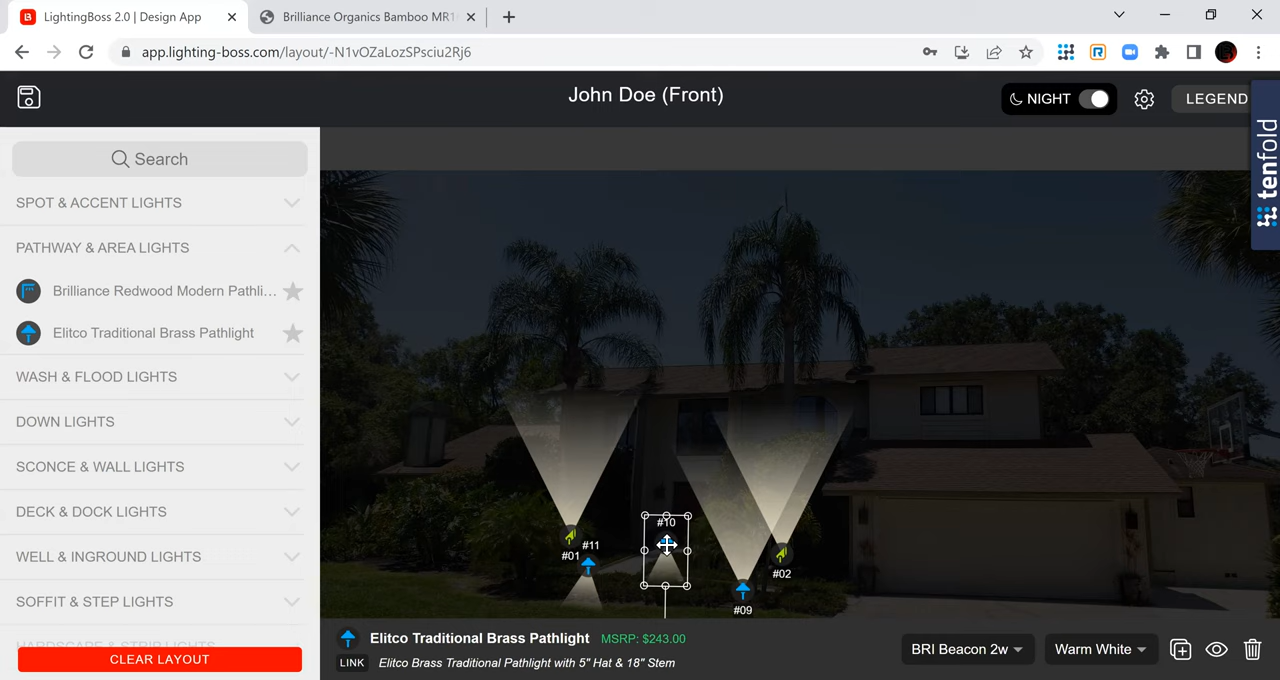 LightingBoss 2.0 | Design App
Brilliance Organics Bamboo MR1
app.lighting-boss.com/layout/-N1vOZaLozSPsciu2Rj6
John Doe (Front)
NIGHT
LEGEND
tenfold
Search
SPOT & ACCENT LIGHTS
PATHWAY & AREA LIGHTS
Brilliance Redwood Modern Pathli...
Elitco Traditional Brass Pathlight
WASH & FLOOD LIGHTS
DOWN LIGHTS
SCONCE & WALL LIGHTS
DECK & DOCK LIGHTS
WELL & INGROUND LIGHTS
SOFFIT & STEP LIGHTS
HARDSCAPE & STRIP LIGHTS
CLEAR LAYOUT
#10
#11
#01
#02
#09
Elitco Traditional Brass Pathlight MSRP: $243.00
LINK Elitco Brass Traditional Pathlight with 5" Hat & 18" Stem
BRI Beacon 2w
Warm White